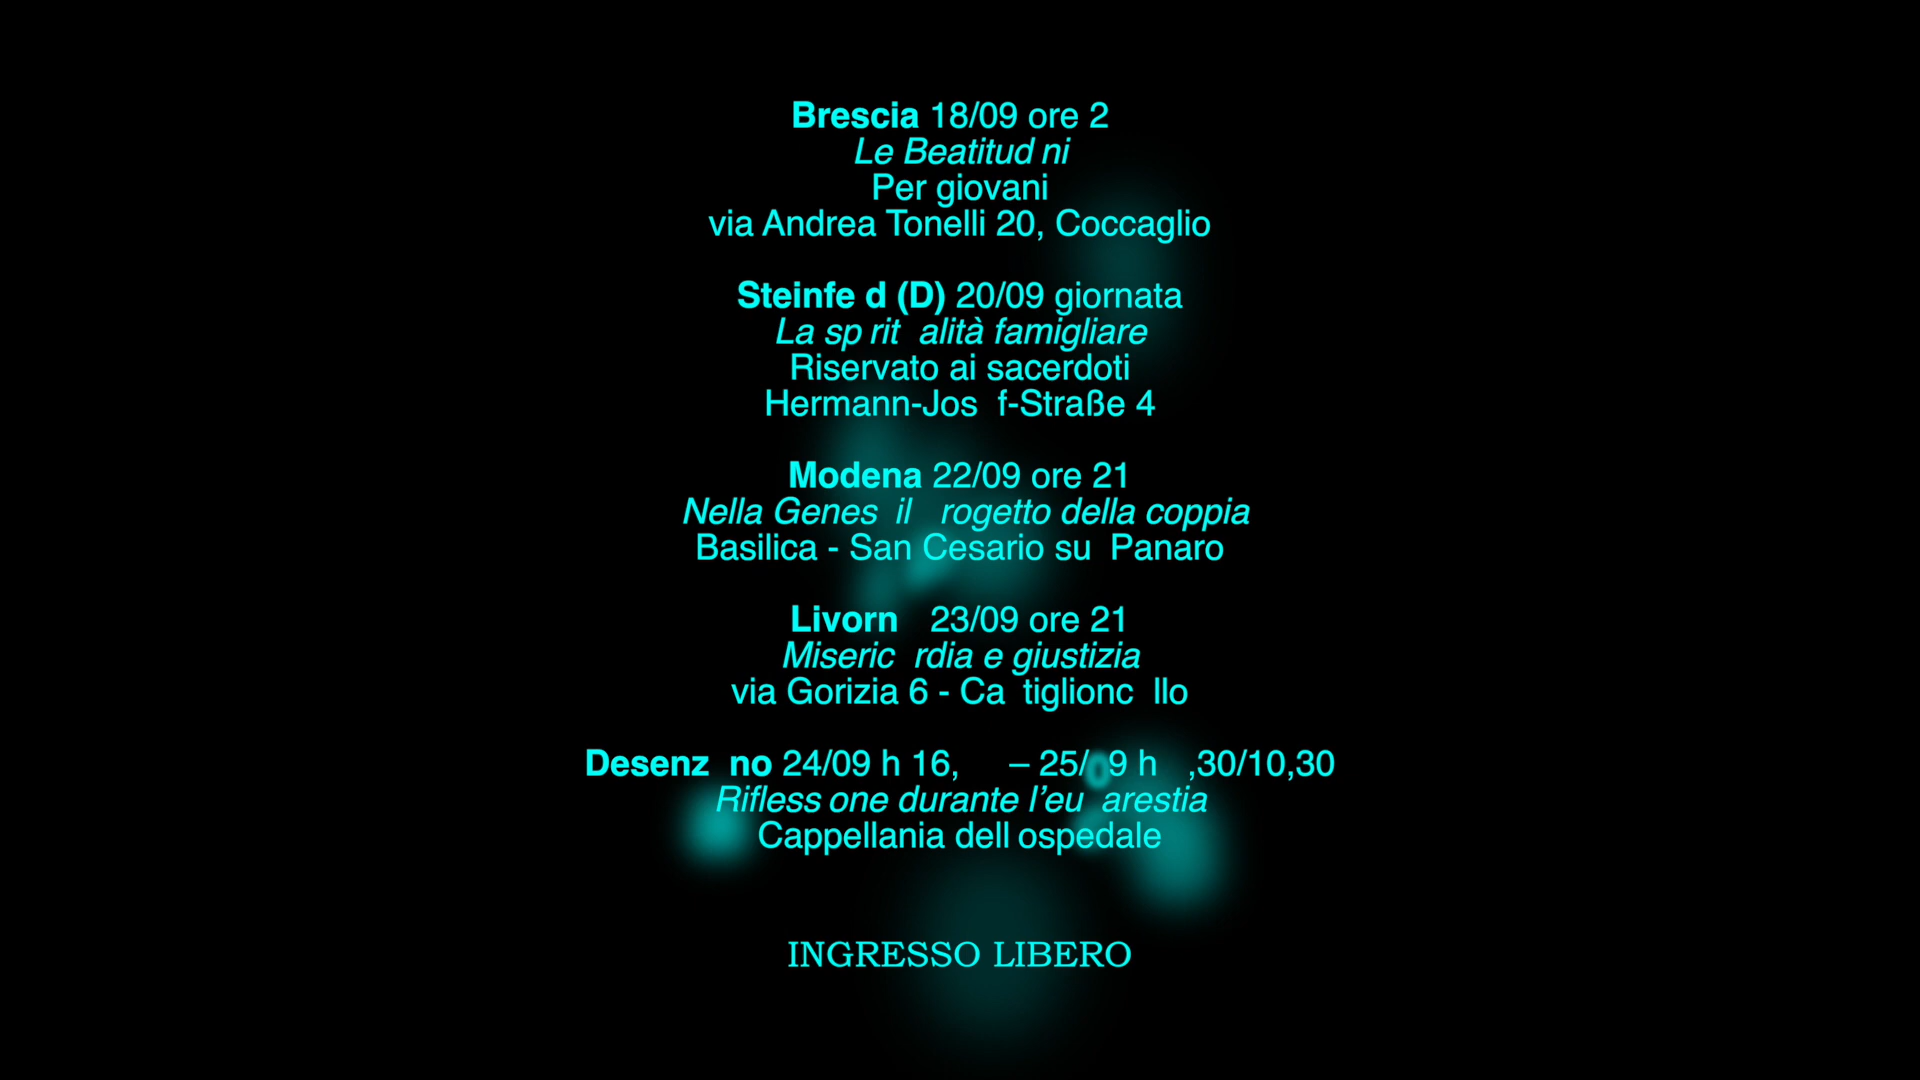 Brescia 18/09 ore 2
Le Beatitud ni
Per giovani
via Andrea Tonelli 20, Coccaglio
Steinfe d (D) 20/09 giornata
La sp rit alità famigliare
Riservato ai sacerdoti
Hermann-Jos f-Straße 4
Modena 22/09 ore 21
Nella Genes il rogetto della coppia
Basilica - San Cesario su Panaro
Livorn 23/09 ore 21
Miseric rdia e giustizia
via Gorizia 6 - Ca tiglionc llo
Desenz no 24/09 h 16, – 25/09 h ,30/10,30
Rifless one durante l’eu arestia
Cappellania dell ospedale
INGRESSO LIBERO